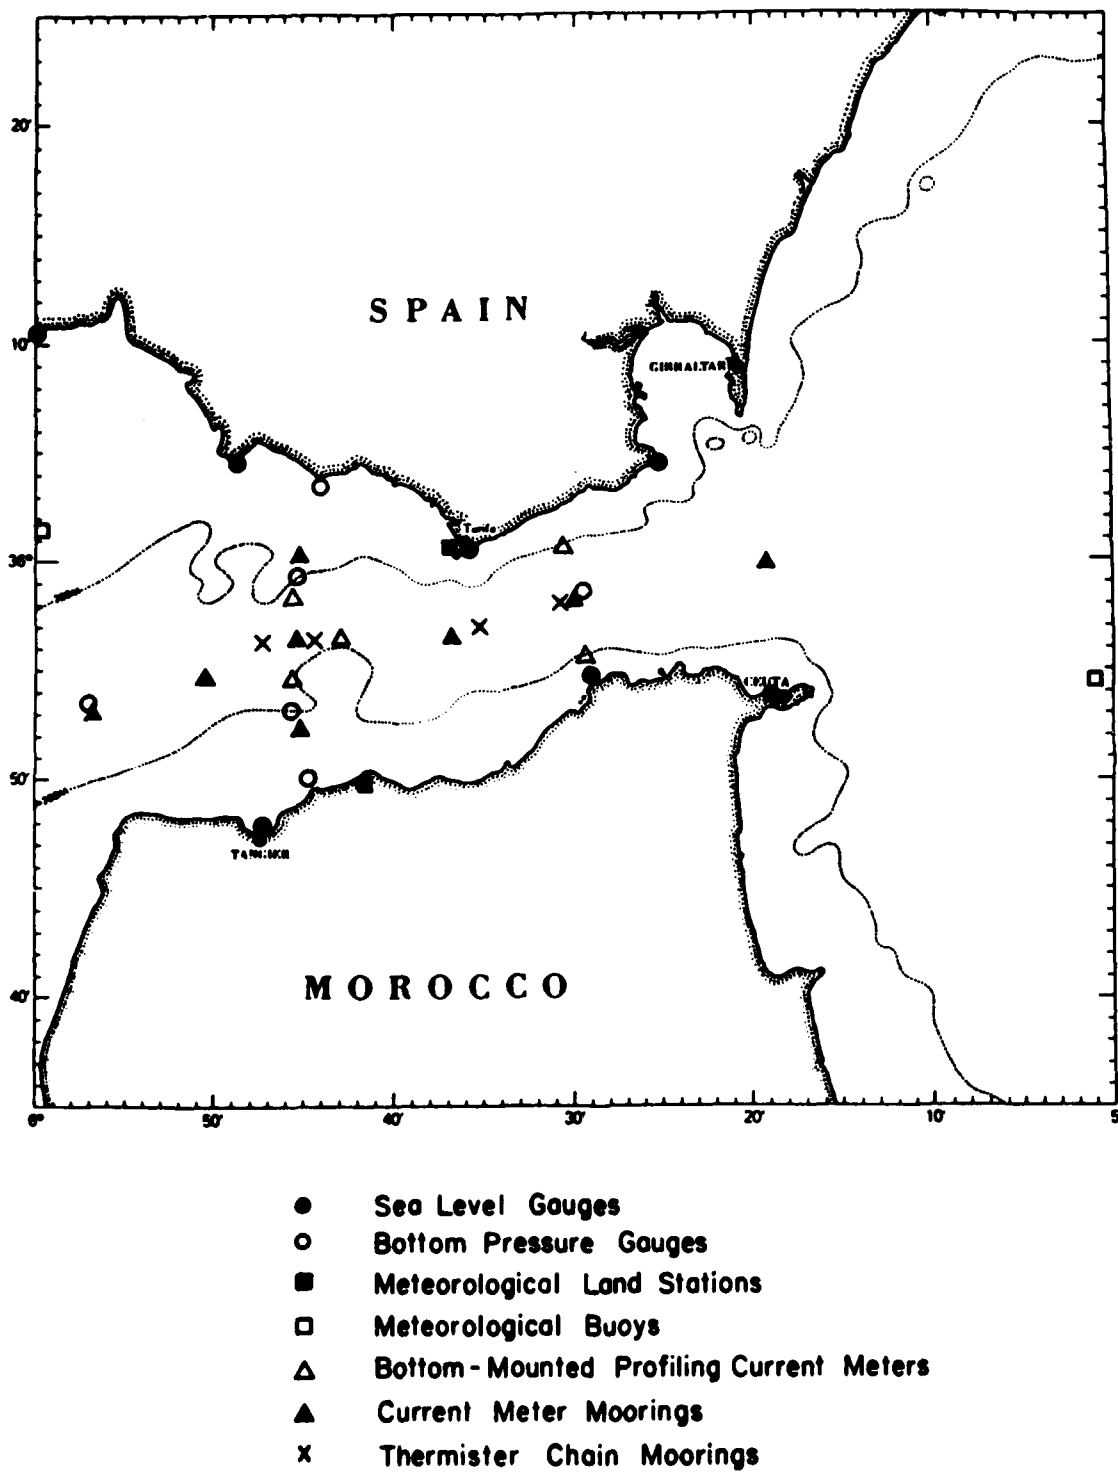 20'
SPAIN
10'
GIBRALTAR
Tarifa
36°
CEUTA
50'
TANGIER
MOROCCO
40'
6° 50' 40' 30' 20' 10' 5
Sea Level Gauges
Bottom Pressure Gauges
Meteorological Land Stations
Meteorological Buoys
Bottom-Mounted Profiling Current Meters
Current Meter Moorings
Thermister Chain Moorings